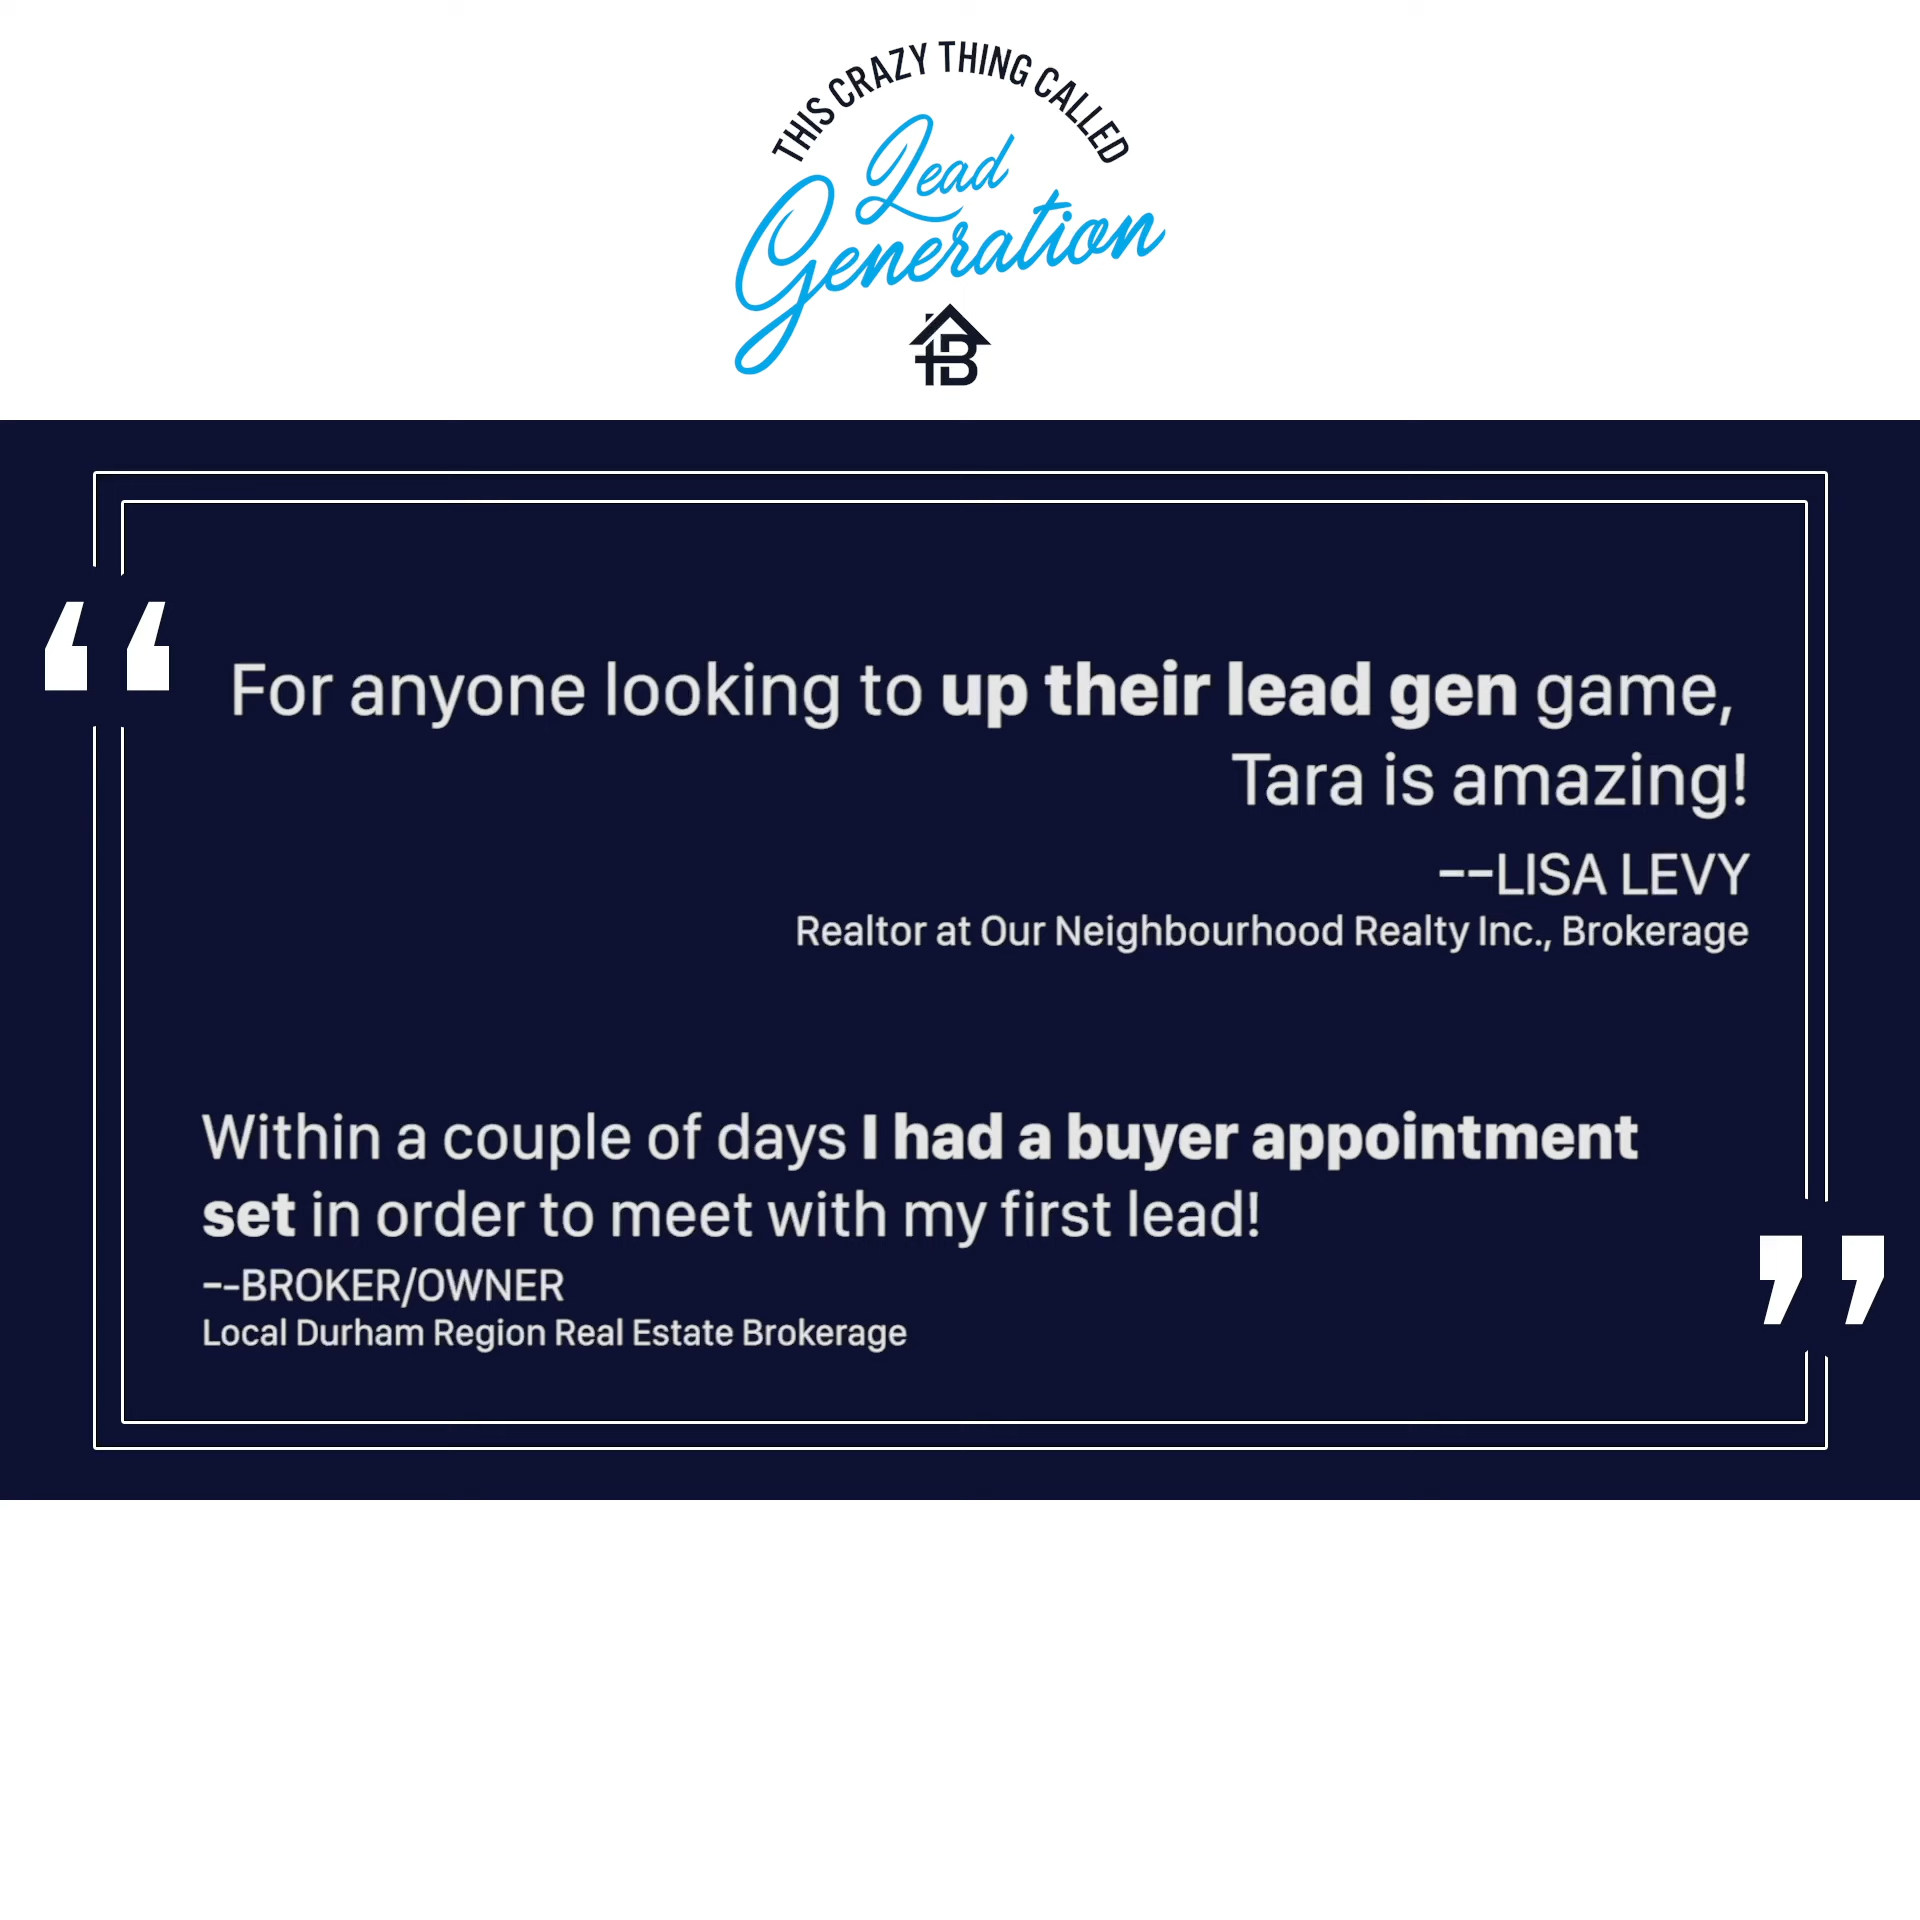 THIS CRAZY THING CALLED
Lead
Generation
tB
“
For anyone looking to up their lead gen game,
Tara is amazing!
--LISA LEVY
Realtor at Our Neighbourhood Realty Inc., Brokerage
Within a couple of days I had a buyer appointment
set in order to meet with my first lead!
--BROKER/OWNER
Local Durham Region Real Estate Brokerage
”